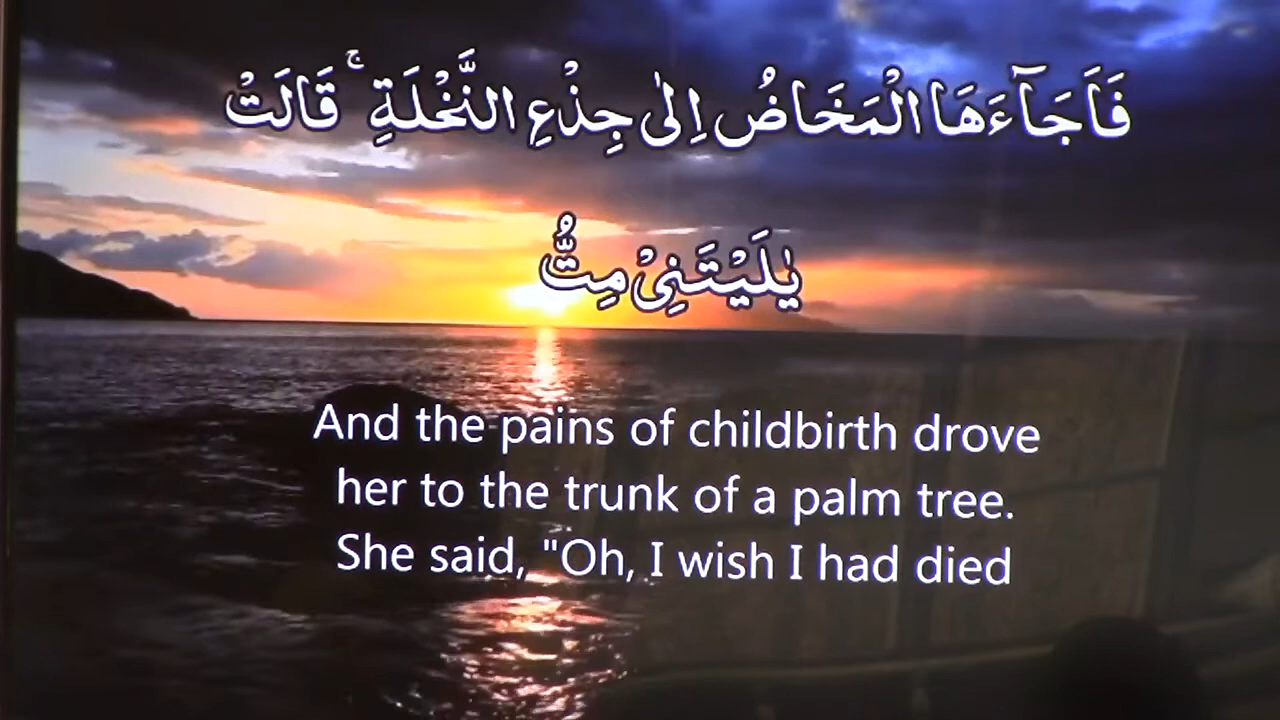 فَاَجَآءَهَا الْمَخَاضُ اِلٰى جِذْعِ النَّخْلَةِ ۚ قَالَتْ
يٰلَيْتَنِيْ مِتُّ
And the pains of childbirth drove
her to the trunk of a palm tree.
She said, "Oh, I wish I had died